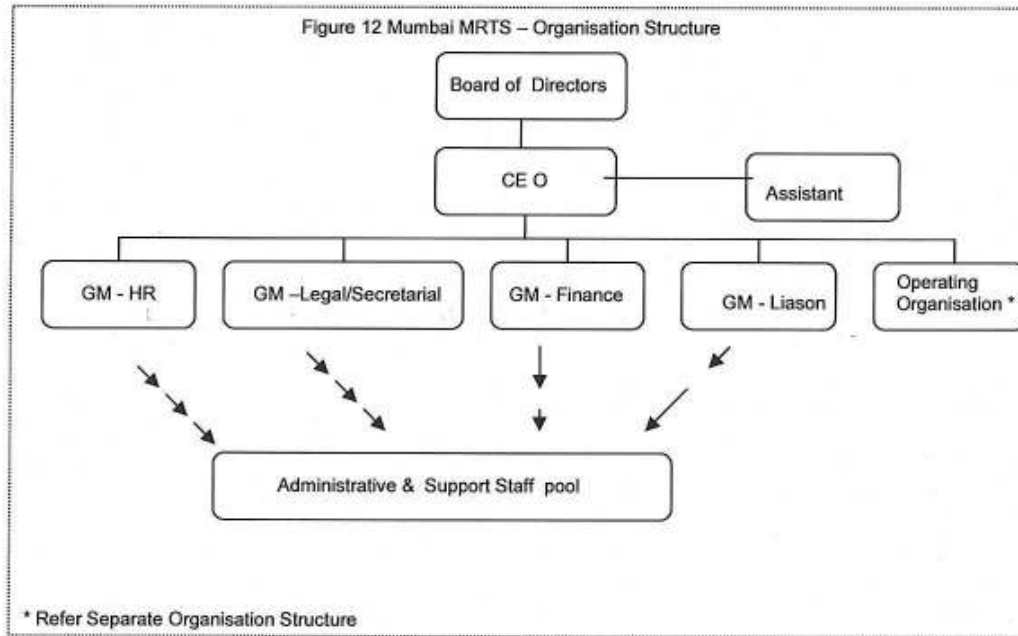 Figure 12 Mumbai MRTS – Organisation Structure
Board of Directors
CE O
Assistant
GM - HR
GM –Legal/Secretarial
GM - Finance
GM - Liason
Operating
Organisation *
Administrative & Support Staff pool
* Refer Separate Organisation Structure